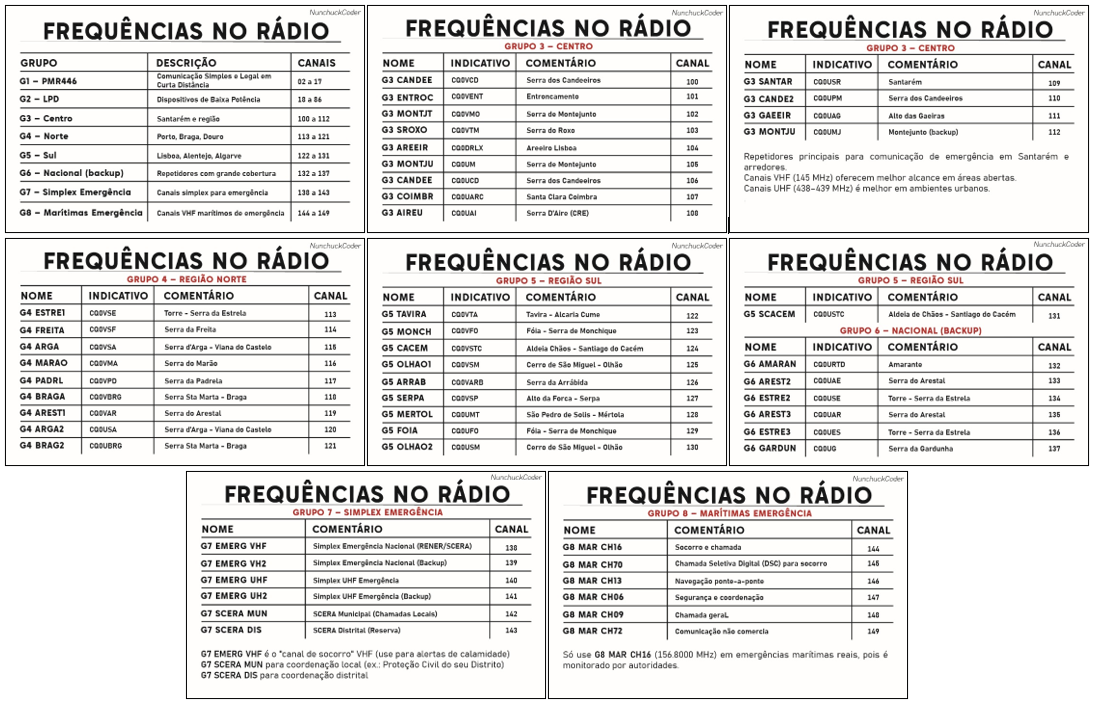 NunchuckCoder
FREQUÊNCIAS NO RÁDIO
GRUPO DESCRIÇÃO CANAIS
G1 – PMR446 Comunicação Simples e Legal em Curta Distância 02 a 17
G2 – LPD Dispositivos de Baixa Potência 18 a 86
G3 – Centro Santarém e região 100 a 112
G4 – Norte Porto, Braga, Douro 113 a 121
G5 – Sul Lisboa, Alentejo, Algarve 122 a 131
G6 – Nacional (backup) Repetidores com grande cobertura 132 a 137
G7 – Simplex Emergência Canais simplex para emergência 138 a 143
G8 – Marítimas Emergência Canais VHF marítimos de emergência 144 a 149
NunchuckCoder
FREQUÊNCIAS NO RÁDIO
GRUPO 3 – CENTRO
NOME INDICATIVO COMENTÁRIO CANAL
G3 CANDEE CQ0VCD Serra dos Candeeiros 100
G3 ENTROC CQ0VENT Entroncamento 101
G3 MONTJT CQ0VMO Serra de Montejunto 102
G3 SROXO CQ0VTM Serra do Roxo 103
G3 AREEIR CQ0DRLX Areeiro Lisboa 104
G3 MONTJU CQ0UM Serra de Montejunto 105
G3 CANDEE CQ0UCD Serra dos Candeeiros 106
G3 COIMBR CQ0UARC Santa Clara Coimbra 107
G3 AIREU CQ0UAI Serra D'Aire (CRE) 108
NunchuckCoder
FREQUÊNCIAS NO RÁDIO
GRUPO 3 – CENTRO
NOME INDICATIVO COMENTÁRIO CANAL
G3 SANTAR CQ0USR Santarém 109
G3 CANDE2 CQ0UPM Serra dos Candeeiros 110
G3 GAEEIR CQ0UAG Alto das Gaeiras 111
G3 MONTJU CQ0UMJ Montejunto (backup) 112
Repetidores principais para comunicação de emergência em Santarém e
arredores.
Canais VHF (145 MHz) oferecem melhor alcance em áreas abertas.
Canais UHF (438–439 MHz) é melhor em ambientes urbanos.
NunchuckCoder
FREQUÊNCIAS NO RÁDIO
GRUPO 4 – REGIÃO NORTE
NOME INDICATIVO COMENTÁRIO CANAL
G4 ESTRE1 CQ0VSE Torre - Serra da Estrela 113
G4 FREITA CQ0VSF Serra da Freita 114
G4 ARGA CQ0VSA Serra d'Arga - Viana do Castelo 115
G4 MARAO CQ0VMA Serra do Marão 116
G4 PADRL CQ0VPD Serra da Padrela 117
G4 BRAGA CQ0VBRG Serra Sta Marta - Braga 118
G4 AREST1 CQ0VAR Serra do Arestal 119
G4 ARGA2 CQ0USA Serra d'Arga - Viana do Castelo 120
G4 BRAG2 CQ0UBRG Serra Sta Marta - Braga 121
NunchuckCoder
FREQUÊNCIAS NO RÁDIO
GRUPO 5 – REGIÃO SUL
NOME INDICATIVO COMENTÁRIO CANAL
G5 TAVIRA CQ0VTA Tavira - Alcaria Cume 122
G5 MONCH CQ0VFO Fóia - Serra de Monchique 123
G5 CACEM CQ0VSTC Aldeia Chãos - Santiago do Cacém 124
G5 OLHAO1 CQ0VSM Cerro de São Miguel - Olhão 125
G5 ARRAB CQ0VARB Serra da Arrábida 126
G5 SERPA CQ0VSP Alto da Forca - Serpa 127
G5 MERTOL CQ0UMT São Pedro de Solis - Mértola 128
G5 FOIA CQ0UFO Fóia - Serra de Monchique 129
G5 OLHAO2 CQ0USM Cerro de São Miguel - Olhão 130
NunchuckCoder
FREQUÊNCIAS NO RÁDIO
GRUPO 5 – REGIÃO SUL
NOME INDICATIVO COMENTÁRIO CANAL
G5 SCACEM CQ0USTC Aldeia de Chãos - Santiago do Cacém 131
GRUPO 6 – NACIONAL (BACKUP)
NOME INDICATIVO COMENTÁRIO CANAL
G6 AMARAN CQ0URTD Amarante 132
G6 AREST2 CQ0UAE Serra do Arestal 133
G6 ESTRE2 CQ0USE Torre - Serra da Estrela 134
G6 AREST3 CQ0UAR Serra do Arestal 135
G6 ESTRE3 CQ0UES Torre - Serra da Estrela 136
G6 GARDUN CQ0UG Serra da Gardunha 137
NunchuckCoder
FREQUÊNCIAS NO RÁDIO
GRUPO 7 – SIMPLEX EMERGÊNCIA
NOME COMENTÁRIO CANAL
G7 EMERG VHF Simplex Emergência Nacional (RENER/SCERA) 138
G7 EMERG VH2 Simplex Emergência Nacional (Backup) 139
G7 EMERG UHF Simplex UHF Emergência 140
G7 EMERG UH2 Simplex UHF Emergência (Backup) 141
G7 SCERA MUN SCERA Municipal (Chamadas Locais) 142
G7 SCERA DIS SCERA Distrital (Reserva) 143
G7 EMERG VHF é o "canal de socorro" VHF (use para alertas de calamidade)
G7 SCERA MUN para coordenação local (ex.: Proteção Civil do seu Distrito)
G7 SCERA DIS para coordenação distrital
NunchuckCoder
FREQUÊNCIAS NO RÁDIO
GRUPO 8 – MARÍTIMAS EMERGÊNCIA
NOME COMENTÁRIO CANAL
G8 MAR CH16 Socorro e chamada 144
G8 MAR CH70 Chamada Seletiva Digital (DSC) para socorro 145
G8 MAR CH13 Navegação ponte-a-ponte 146
G8 MAR CH06 Segurança e coordenação 147
G8 MAR CH09 Chamada geraL 148
G8 MAR CH72 Comunicação não comercia 149
Só use G8 MAR CH16 (156.8000 MHz) em emergências marítimas reais, pois é
monitorado por autoridades.